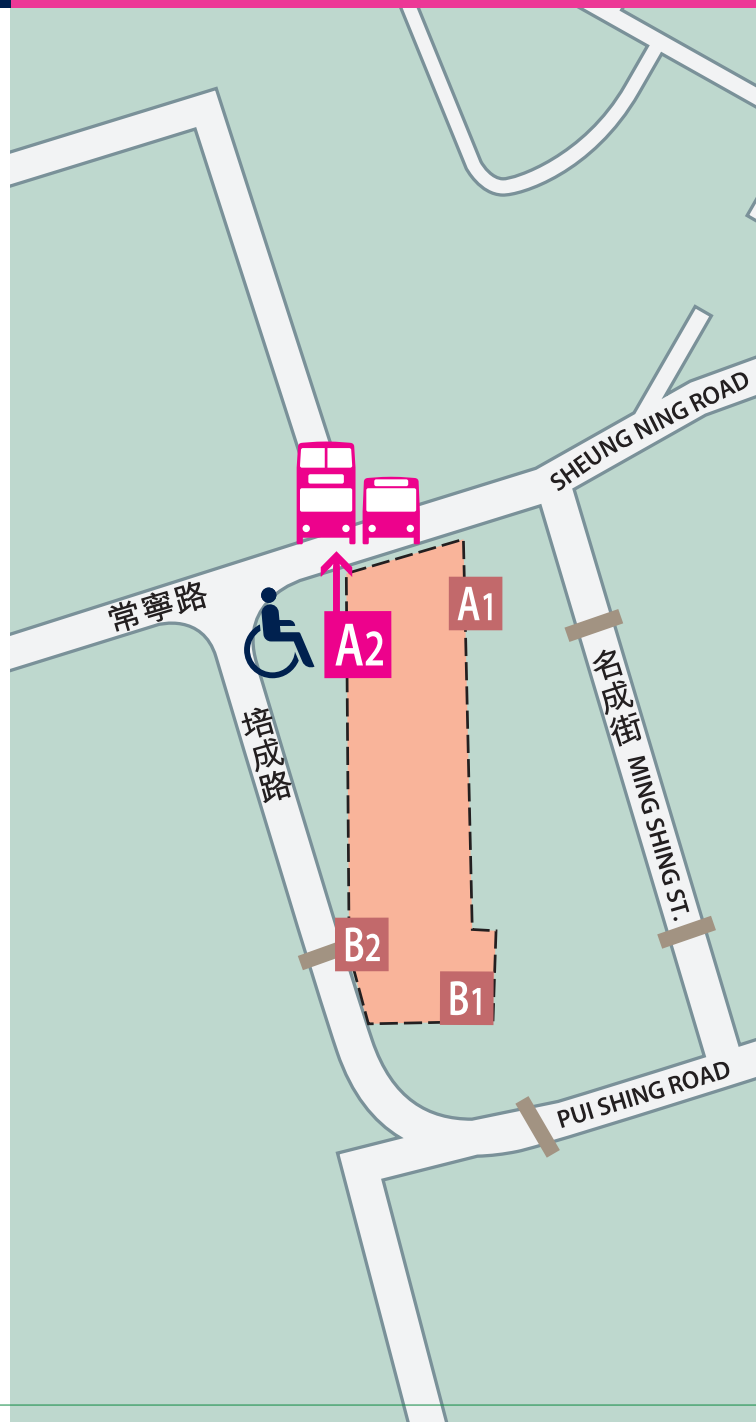 SHEUNG NING ROAD
常寧路
A1
A2
名成街
MING SHING ST.
培成路
B2
B1
PUI SHING ROAD